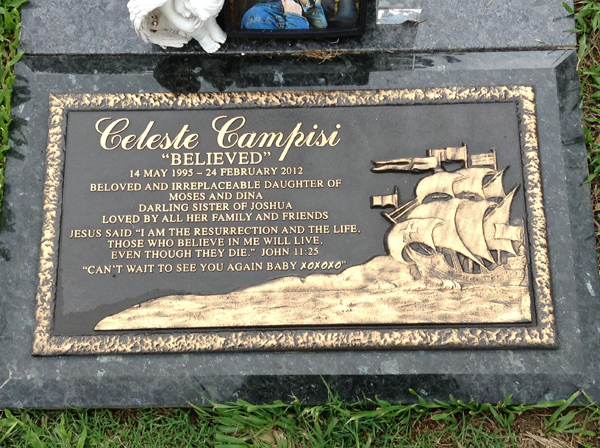 Celeste Campisi
"BELIEVED"
14 MAY 1995 – 24 FEBRUARY 2012
BELOVED AND IRREPLACEABLE DAUGHTER OF
MOSES AND DINA
DARLING SISTER OF JOSHUA
LOVED BY ALL HER FAMILY AND FRIENDS
JESUS SAID "I AM THE RESURRECTION AND THE LIFE,
THOSE WHO BELIEVE IN ME WILL LIVE,
EVEN THOUGH THEY DIE." JOHN 11:25
"CAN'T WAIT TO SEE YOU AGAIN BABY xoxoxo"